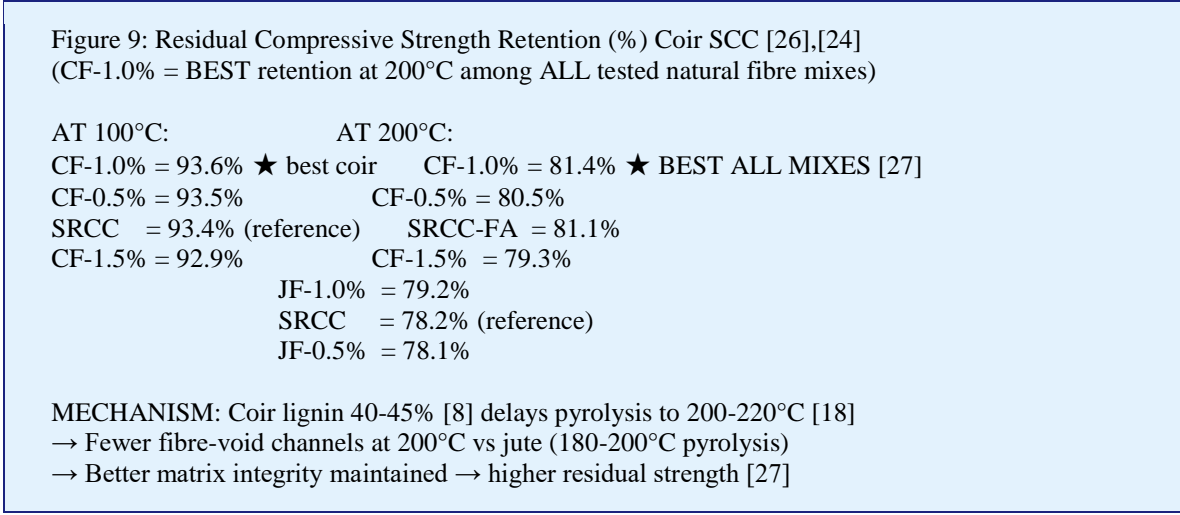 Figure 9: Residual Compressive Strength Retention (%) Coir SCC [26],[24]
(CF-1.0% = BEST retention at 200°C among ALL tested natural fibre mixes)
AT 100°C: AT 200°C:
CF-1.0% = 93.6% ★ best coir CF-1.0% = 81.4% ★ BEST ALL MIXES [27]
CF-0.5% = 93.5% CF-0.5% = 80.5%
SRCC = 93.4% (reference) SRCC-FA = 81.1%
CF-1.5% = 92.9% CF-1.5% = 79.3%
JF-1.0% = 79.2%
SRCC = 78.2% (reference)
JF-0.5% = 78.1%
MECHANISM: Coir lignin 40-45% [8] delays pyrolysis to 200-220°C [18]
→ Fewer fibre-void channels at 200°C vs jute (180-200°C pyrolysis)
→ Better matrix integrity maintained → higher residual strength [27]